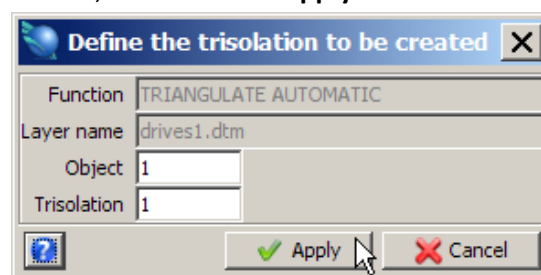 Apply
Define the trisolation to be created
Function TRIANGULATE AUTOMATIC
Layer name drives1.dtm
Object 1
Trisolation 1
? Apply Cancel